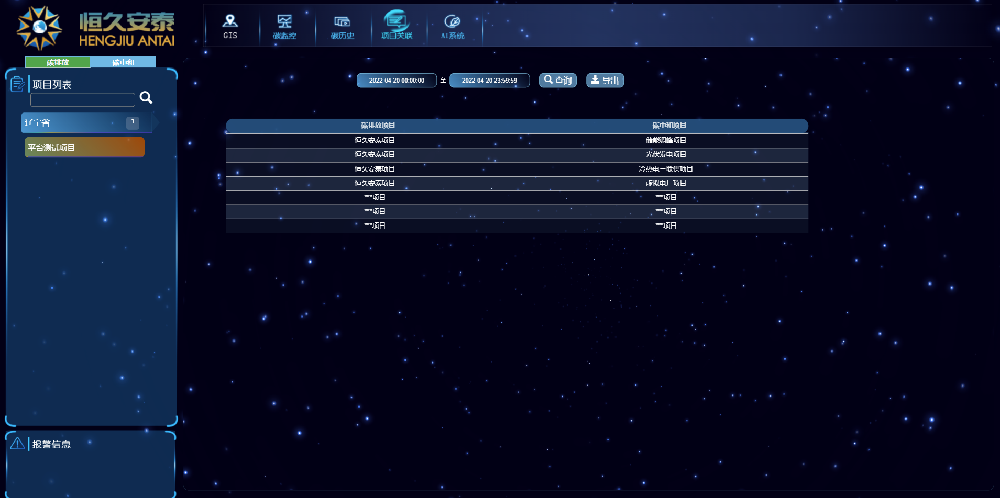 恒久安泰
HENGJIU ANTAI
GIS
碳监控
碳历史
项目关联
AI系统
碳排放 碳中和
项目列表
辽宁省 1
平台测试项目
报警信息
2022-04-20 00:00:00 至 2022-04-20 23:59:59 查询 导出
碳排放项目 碳中和项目
恒久安泰项目 储能调峰项目
恒久安泰项目 光伏发电项目
恒久安泰项目 冷热电三联供项目
恒久安泰项目 虚拟电厂项目
***项目 ***项目
***项目 ***项目
***项目 ***项目